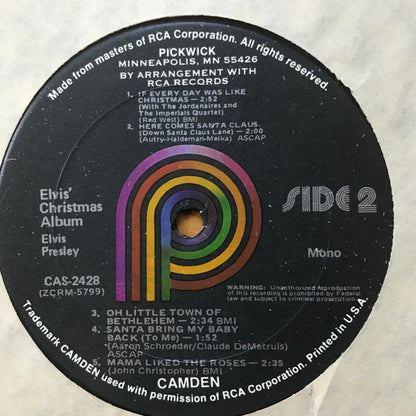 Made from masters of RCA Corporation. All rights reserved.
PICKWICK
MINNEAPOLIS, MN 55426
BY ARRANGEMENT WITH
RCA RECORDS
1. IF EVERY DAY WAS LIKE
CHRISTMAS — 2:52
(With The Jordanaires and
The Imperials Quartet)
(Red West) BMI
2. HERE COMES SANTA CLAUS
(Down Santa Claus Lane) — 2:00
(Autry-Haldeman-Melka) ASCAP
Elvis'
Christmas
Album
Elvis
Presley
SIDE 2
CAS-2428
(ZCRM-5799)
Mono
WARNING: Unauthorized reproduction
of this recording is prohibited by Federal
law and subject to criminal prosecution.
3. OH LITTLE TOWN OF
BETHLEHEM — 2:34 BMI
4. SANTA BRING MY BABY
BACK (To Me) — 1:52
(Aaron Schroeder/Claude DeMetruis)
ASCAP
5. MAMA LIKED THE ROSES — 2:35
(John Christopher) BMI
CAMDEN
Trademark CAMDEN used with permission of RCA Corporation. Printed in U.S.A.